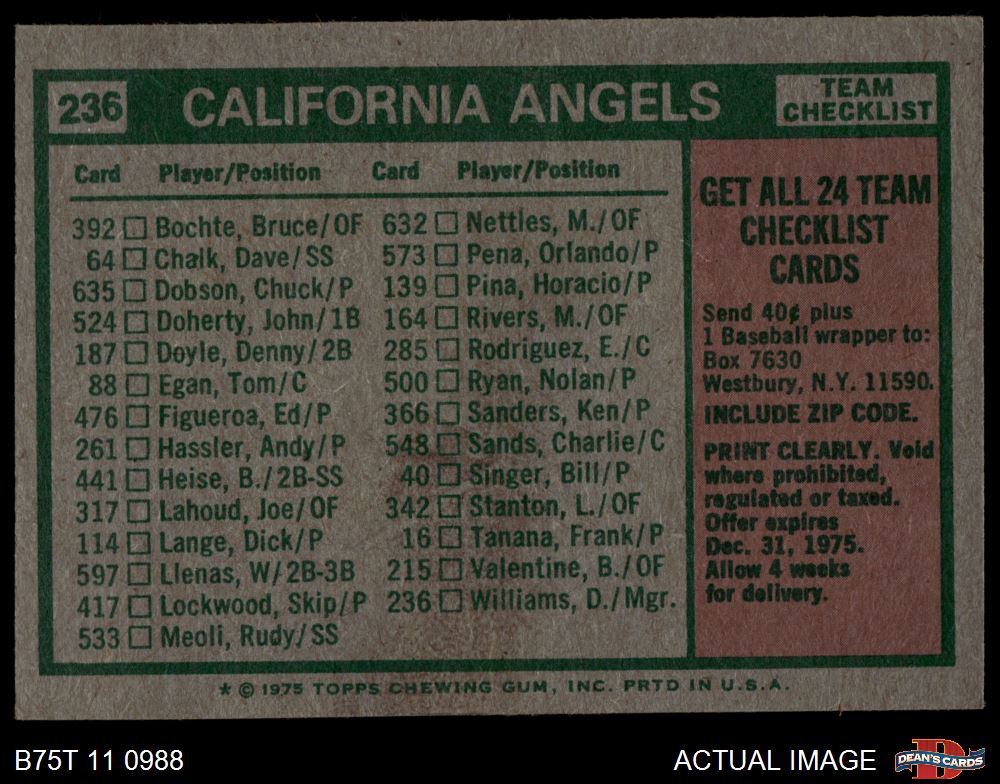 236 CALIFORNIA ANGELS TEAM CHECKLIST
Card Player/Position Card Player/Position
392 □ Bochte, Bruce/OF
64 □ Chalk, Dave/SS
635 □ Dobson, Chuck/P
524 □ Doherty, John/1B
187 □ Doyle, Denny/2B
88 □ Egan, Tom/C
476 □ Figueroa, Ed/P
261 □ Hassler, Andy/P
441 □ Heise, B./2B-SS
317 □ Lahoud, Joe/OF
114 □ Lange, Dick/P
597 □ Llenas, W/2B-3B
417 □ Lockwood, Skip/P
533 □ Meoli, Rudy/SS
632 □ Nettles, M./OF
573 □ Pena, Orlando/P
139 □ Pina, Horacio/P
164 □ Rivers, M./OF
285 □ Rodriguez, E./C
500 □ Ryan, Nolan/P
366 □ Sanders, Ken/P
548 □ Sands, Charlie/C
40 □ Singer, Bill/P
342 □ Stanton, L./OF
16 □ Tanana, Frank/P
215 □ Valentine, B./OF
236 □ Williams, D./Mgr.
GET ALL 24 TEAM
CHECKLIST
CARDS
Send 40¢ plus
1 Baseball wrapper to:
Box 7630
Westbury, N.Y. 11590.
INCLUDE ZIP CODE.
PRINT CLEARLY. Void
where prohibited,
regulated or taxed.
Offer expires
Dec. 31, 1975.
Allow 4 weeks
for delivery.
* © 1975 TOPPS CHEWING GUM, INC. PRTD IN U.S.A.
B75T 11 0988
ACTUAL IMAGE
DEAN'S CARDS